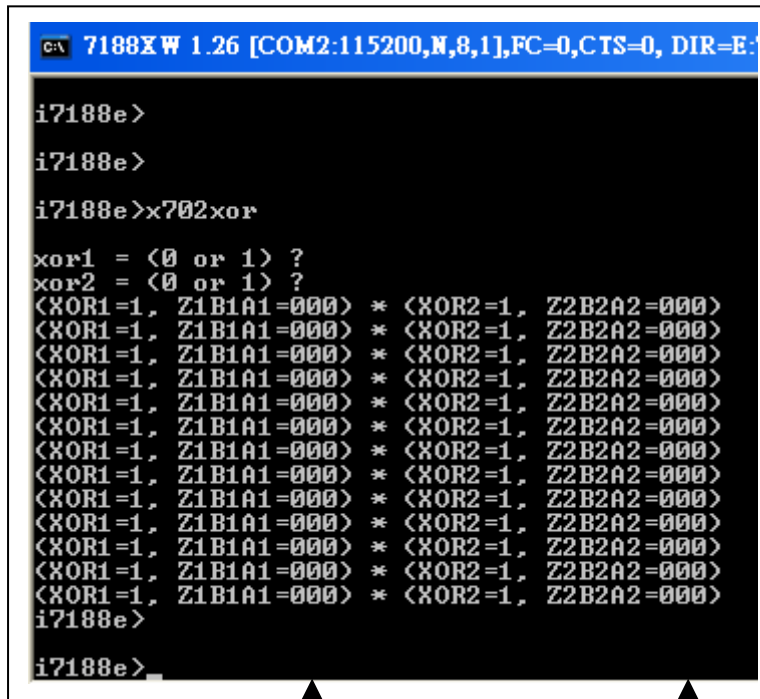 7188XW 1.26 [COM2:115200,N,8,1],FC=0,CTS=0, DIR=E:
i7188e>
i7188e>
i7188e>x702xor
xor1 = (0 or 1) ?
xor2 = (0 or 1) ?
(XOR1=1, Z1B1A1=000) * (XOR2=1, Z2B2A2=000)
(XOR1=1, Z1B1A1=000) * (XOR2=1, Z2B2A2=000)
(XOR1=1, Z1B1A1=000) * (XOR2=1, Z2B2A2=000)
(XOR1=1, Z1B1A1=000) * (XOR2=1, Z2B2A2=000)
(XOR1=1, Z1B1A1=000) * (XOR2=1, Z2B2A2=000)
(XOR1=1, Z1B1A1=000) * (XOR2=1, Z2B2A2=000)
(XOR1=1, Z1B1A1=000) * (XOR2=1, Z2B2A2=000)
(XOR1=1, Z1B1A1=000) * (XOR2=1, Z2B2A2=000)
(XOR1=1, Z1B1A1=000) * (XOR2=1, Z2B2A2=000)
(XOR1=1, Z1B1A1=000) * (XOR2=1, Z2B2A2=000)
(XOR1=1, Z1B1A1=000) * (XOR2=1, Z2B2A2=000)
(XOR1=1, Z1B1A1=000) * (XOR2=1, Z2B2A2=000)
(XOR1=1, Z1B1A1=000) * (XOR2=1, Z2B2A2=000)
i7188e>
i7188e>_